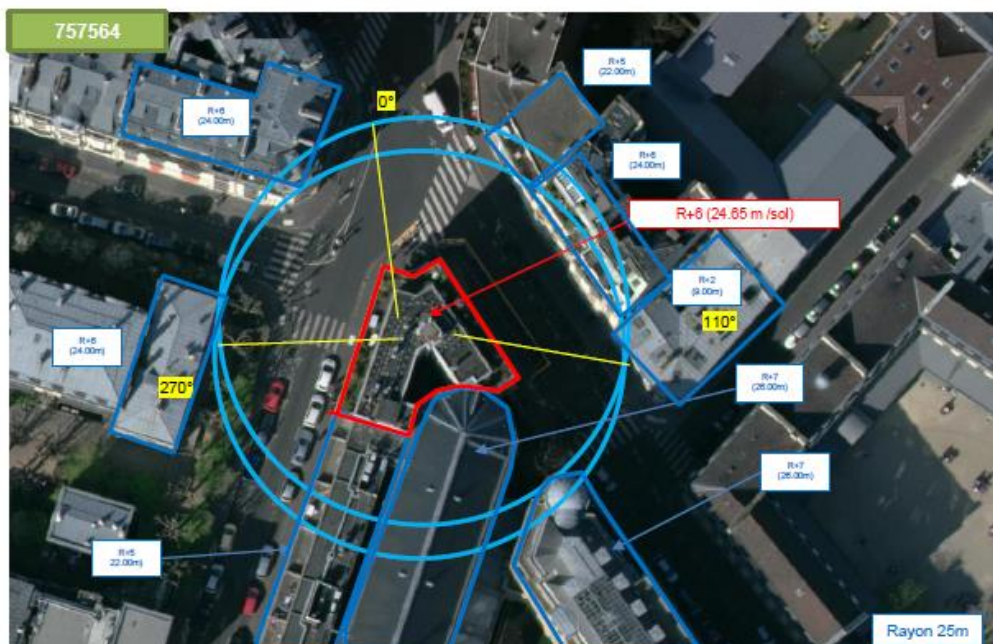 757564
R+5
(22.00m)
R+6
(24.00m)
0°
R+6
(24.00m)
R+6 (24.65 m /sol)
R+2
(9.00m)
110°
R+6
(24.00m)
270°
R+7
(26.00m)
R+7
(26.00m)
R+5
22.00m)
Rayon 25m